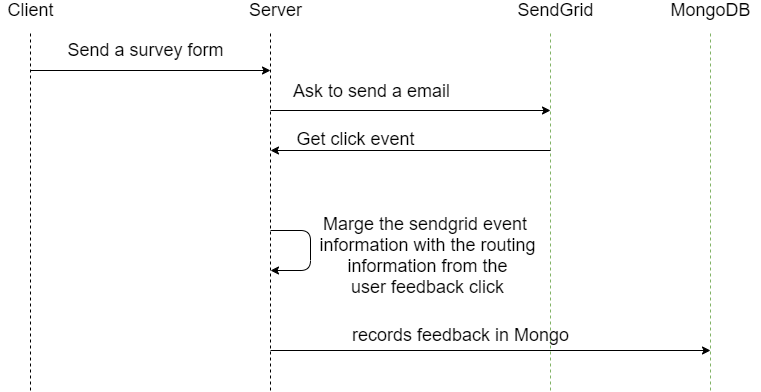 Client Server SendGrid MongoDB
Send a survey form
Ask to send a email
Get click event
Marge the sendgrid event
information with the routing
information from the
user feedback click
records feedback in Mongo